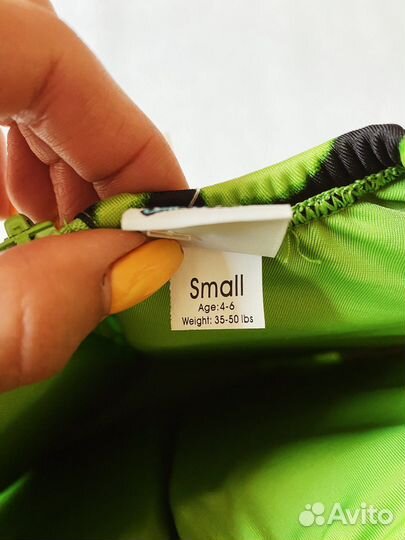 Small
Age:4-6
Weight: 35-50 lbs
Avito